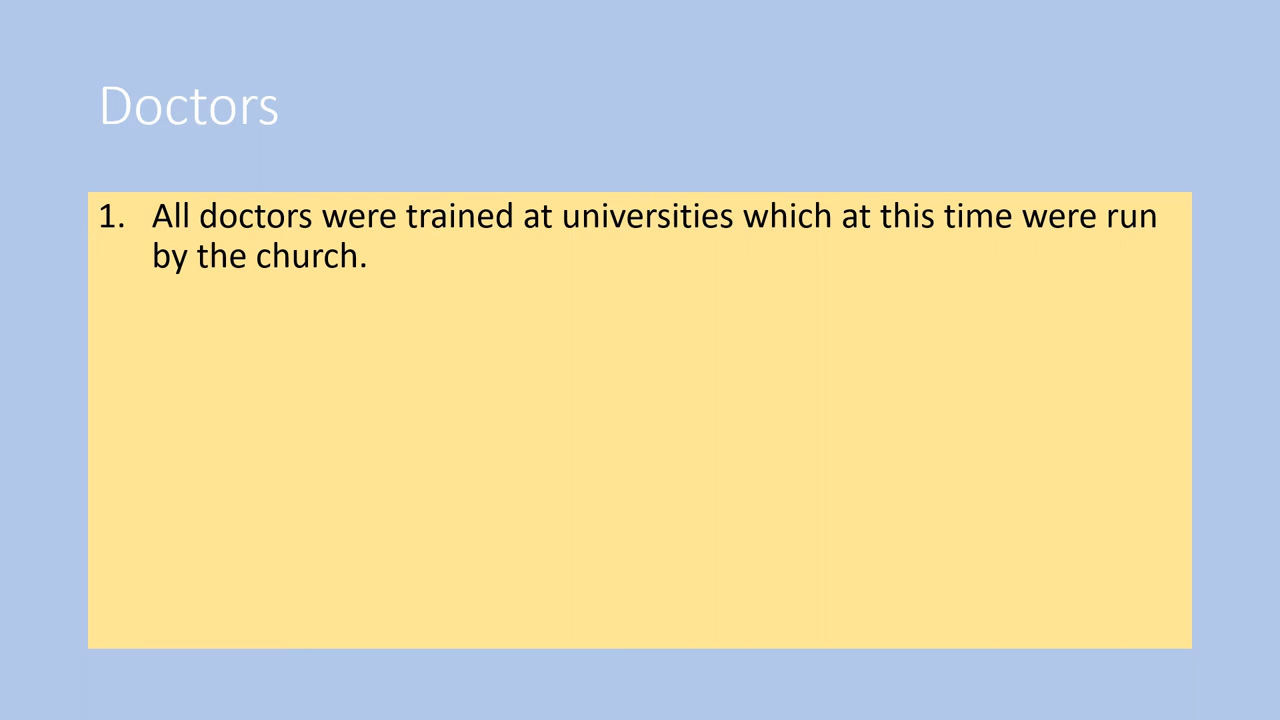 Doctors
1. All doctors were trained at universities which at this time were run
by the church.